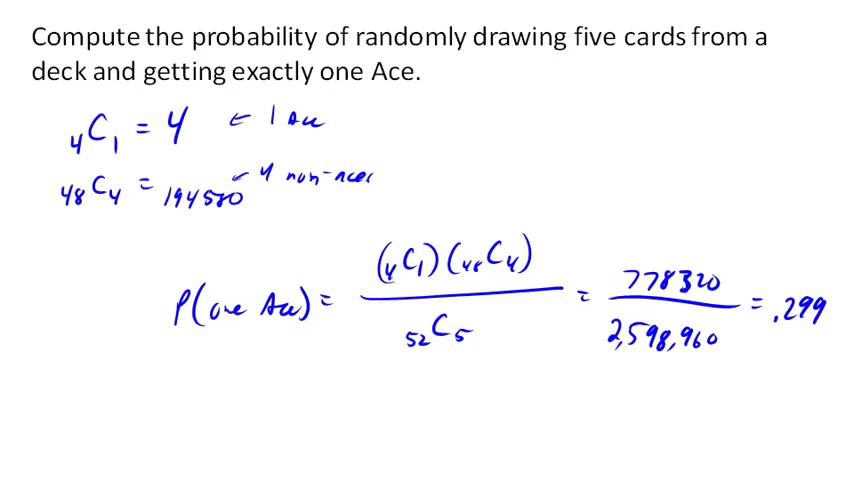 Compute the probability of randomly drawing five cards from a
deck and getting exactly one Ace.
₄C₁ = 4 ← 1 Ace
₄₈C₄ = 194580 ← 4 non-aces
P(one Ace) = (₄C₁)(₄₈C₄) / ₅₂C₅ = 778320 / 2,598,960 = .299